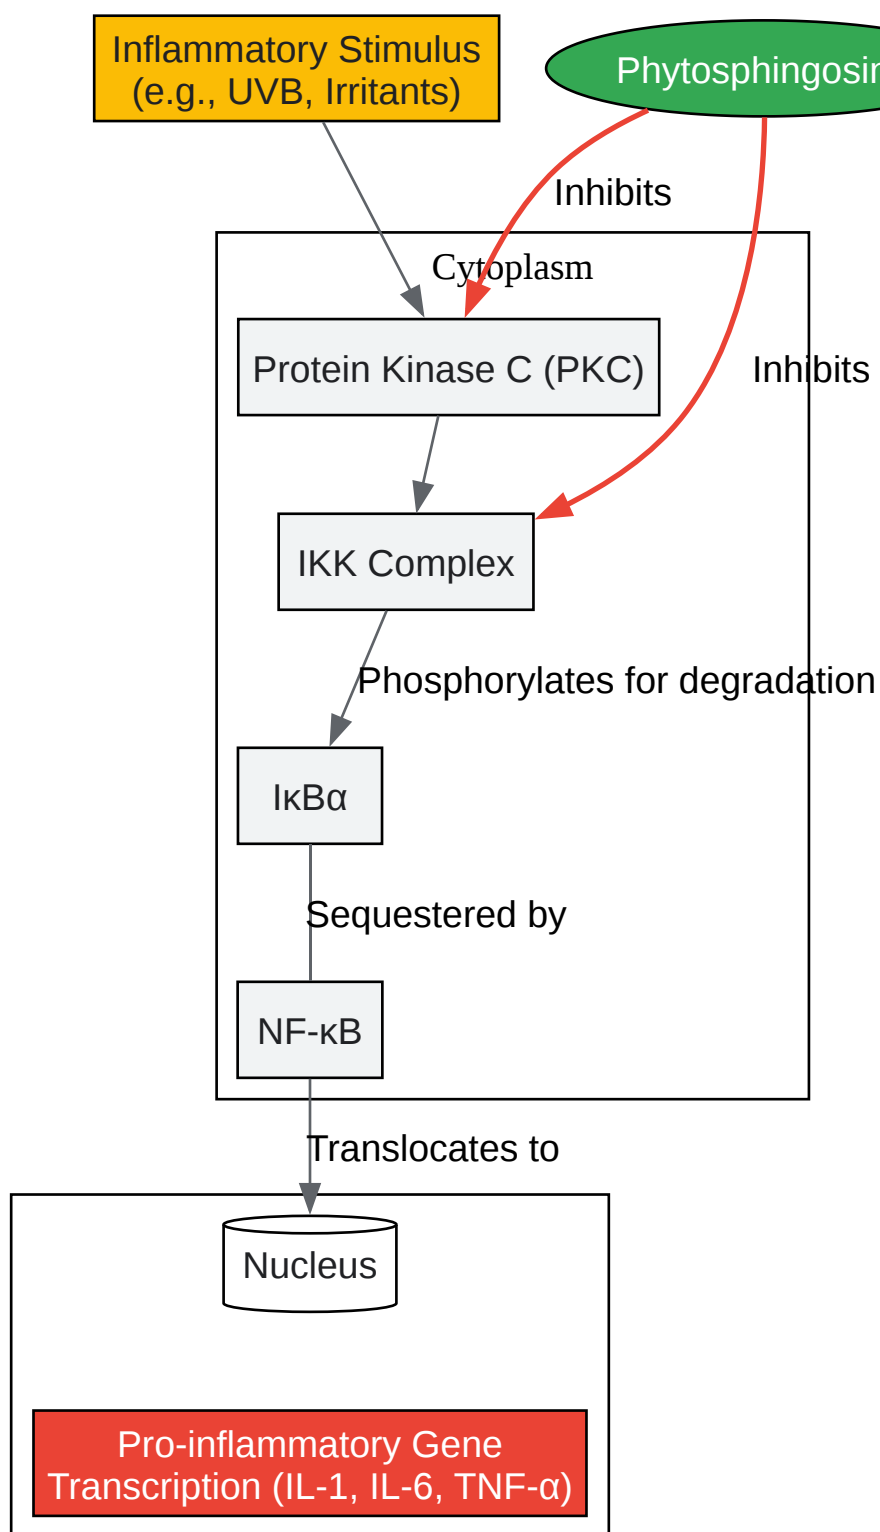 Inflammatory Stimulus
(e.g., UVB, Irritants)
Phytosphingosin
Inhibits
Cytoplasm
Protein Kinase C (PKC)
Inhibits
IKK Complex
Phosphorylates for degradation
IκBα
Sequestered by
NF-κB
Translocates to
Nucleus
Pro-inflammatory Gene
Transcription (IL-1, IL-6, TNF-α)